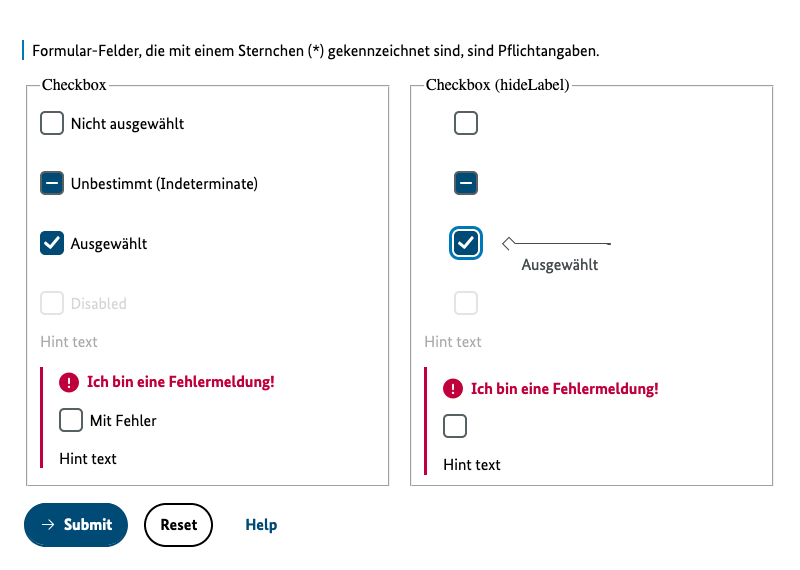 Formular-Felder, die mit einem Sternchen (*) gekennzeichnet sind, sind Pflichtangaben.
Checkbox
Nicht ausgewählt
Unbestimmt (Indeterminate)
Ausgewählt
Disabled
Hint text
Ich bin eine Fehlermeldung!
Mit Fehler
Hint text
Checkbox (hideLabel)
Ausgewählt
Hint text
Ich bin eine Fehlermeldung!
Hint text
Submit
Reset
Help